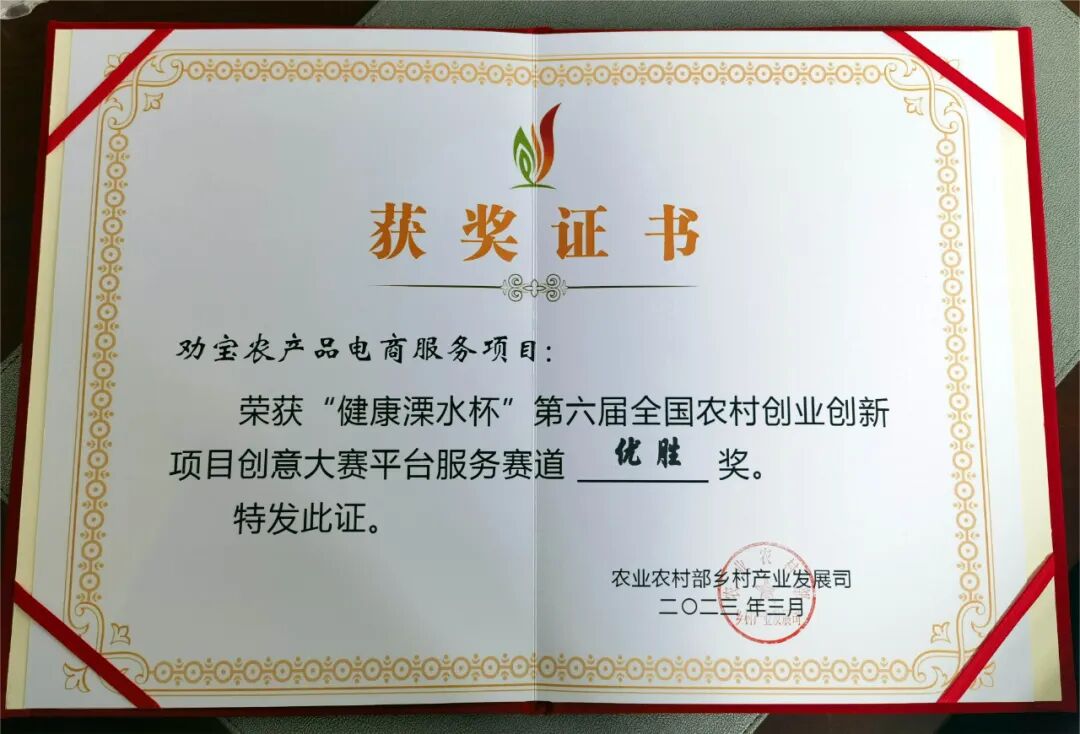 获奖证书
劝宝农产品电商服务项目：
荣获“健康溧水杯”第六届全国农村创业创新
项目创意大赛平台服务赛道 优胜 奖。
特发此证。
农业农村部乡村产业发展司
二〇二三年三月